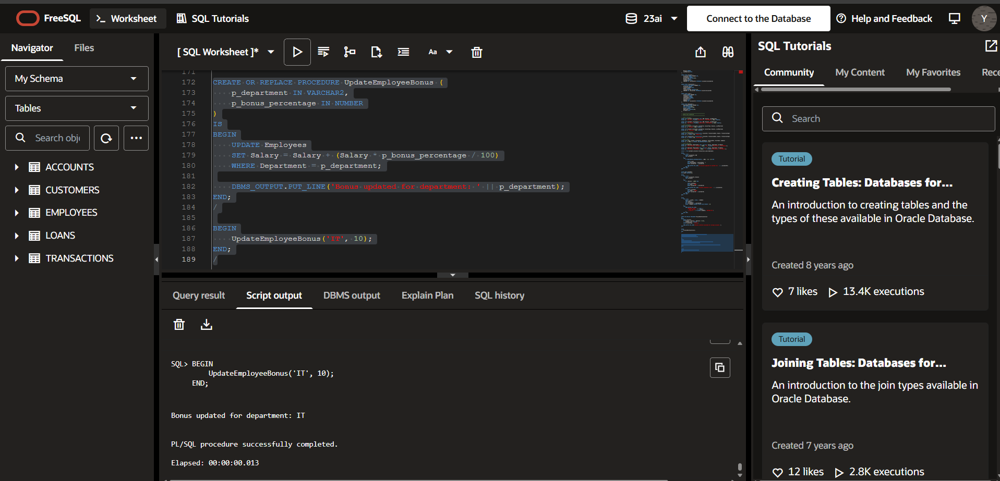 FreeSQL
>_ Worksheet
SQL Tutorials
23ai
Connect to the Database
Help and Feedback
Y
Navigator
Files
My Schema
Tables
Search obj
ACCOUNTS
CUSTOMERS
EMPLOYEES
LOANS
TRANSACTIONS
[ SQL Worksheet ]*
Aa
171
172 CREATE OR REPLACE PROCEDURE UpdateEmployeeBonus (
173     p_department IN VARCHAR2,
174     p_bonus_percentage IN NUMBER
175 )
176 IS
177 BEGIN
178     UPDATE Employees
179     SET Salary = Salary + (Salary * p_bonus_percentage / 100)
180     WHERE Department = p_department;
181
182     DBMS_OUTPUT.PUT_LINE('Bonus updated for department: ' || p_department);
183 END;
184 /
185
186 BEGIN
187     UpdateEmployeeBonus('IT', 10);
188 END;
189 /
Query result
Script output
DBMS output
Explain Plan
SQL history
SQL> BEGIN
UpdateEmployeeBonus('IT', 10);
END;
Bonus updated for department: IT
PL/SQL procedure successfully completed.
Elapsed: 00:00:00.013
SQL Tutorials
Community
My Content
My Favorites
Rece
Search
Tutorial
Creating Tables: Databases for...
An introduction to creating tables and the
types of these available in Oracle Database.
Created 8 years ago
7 likes
13.4K executions
Tutorial
Joining Tables: Databases for...
An introduction to the join types available in
Oracle Database.
Created 7 years ago
12 likes
2.8K executions